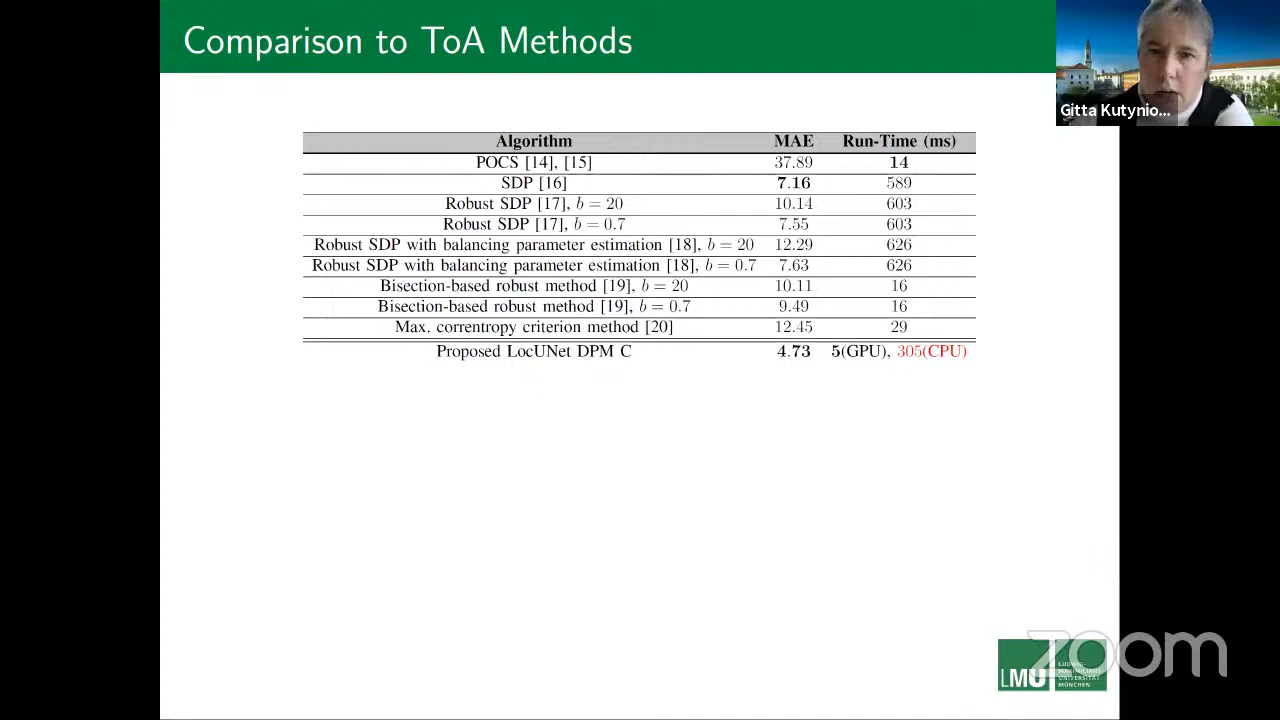 Comparison to ToA Methods
Gitta Kutynio...
Algorithm MAE Run-Time (ms)
POCS [14], [15] 37.89 14
SDP [16] 7.16 589
Robust SDP [17], b = 20 10.14 603
Robust SDP [17], b = 0.7 7.55 603
Robust SDP with balancing parameter estimation [18], b = 20 12.29 626
Robust SDP with balancing parameter estimation [18], b = 0.7 7.63 626
Bisection-based robust method [19], b = 20 10.11 16
Bisection-based robust method [19], b = 0.7 9.49 16
Max. correntropy criterion method [20] 12.45 29
Proposed LocUNet DPM C 4.73 5(GPU), 305(CPU)
zoom
LMU
LUDWIG-
MAXIMILIANS-
UNIVERSITÄT
MÜNCHEN